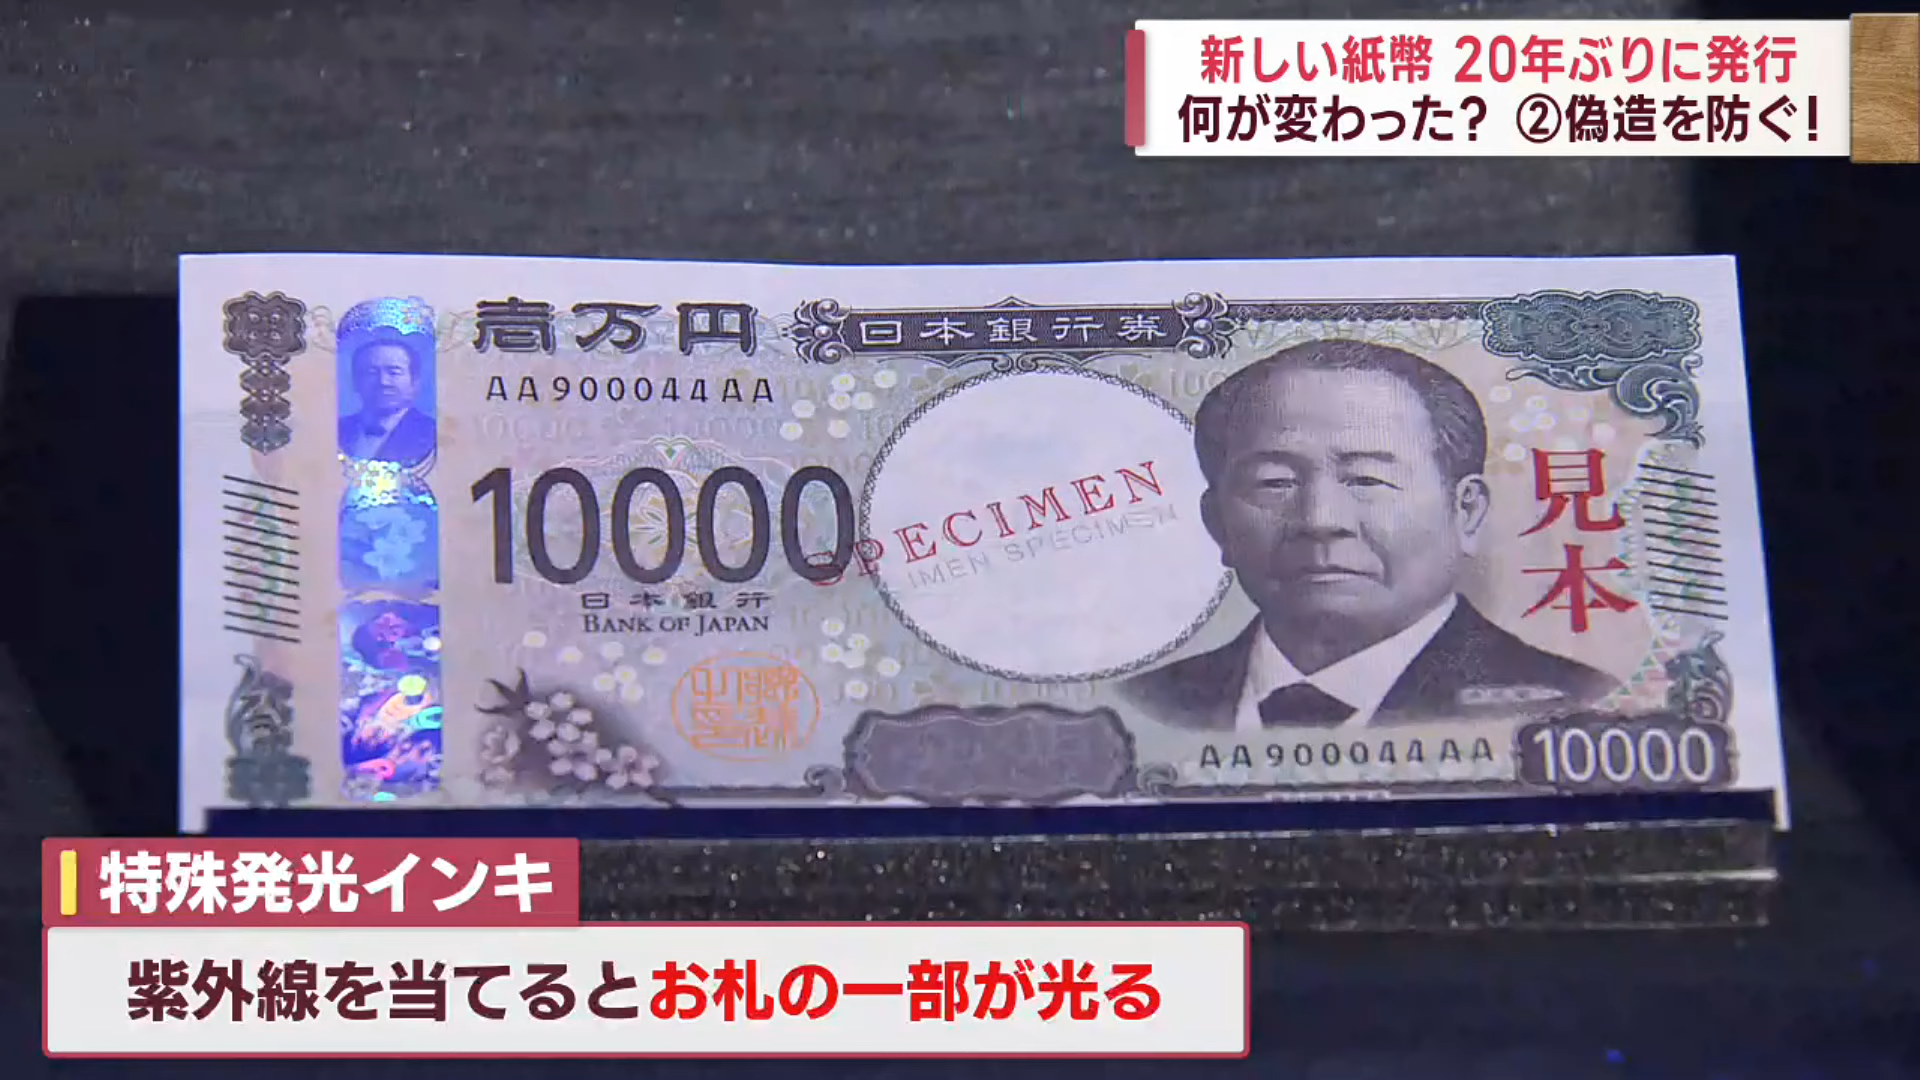 新しい紙幣 20年ぶりに発行
何が変わった? ②偽造を防ぐ!
壱万円
日本銀行券
AA900044AA
10000
SPECIMEN
IMEN SPECIMEN
見本
日本銀行
BANK OF JAPAN
AA900044AA
10000
特殊発光インキ
紫外線を当てるとお札の一部が光る